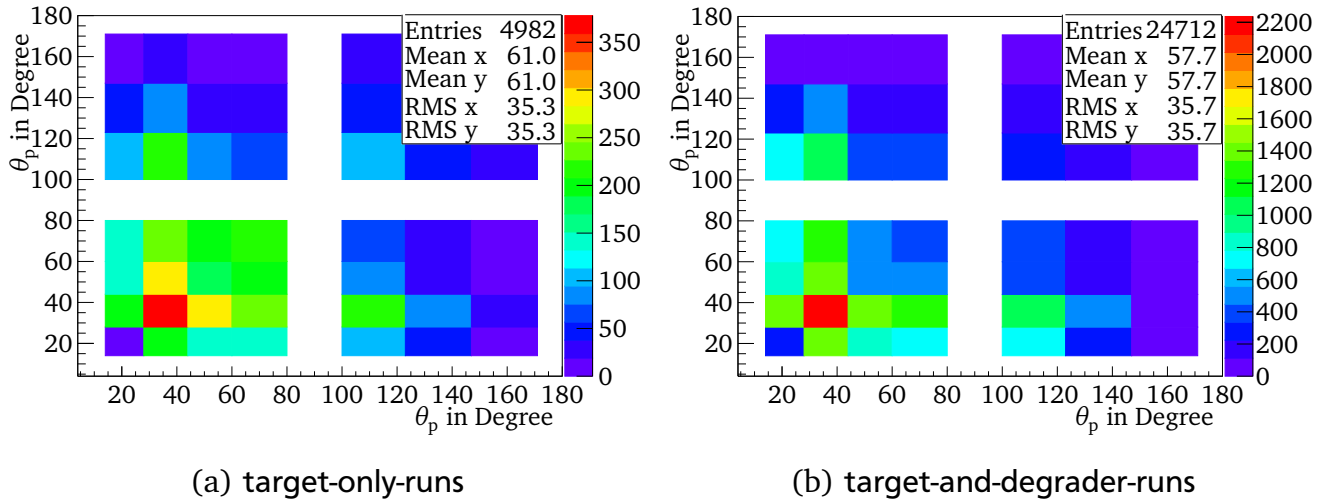 180
160
140
120
100
80
60
40
20
θp in Degree
Entries 4982
Mean x 61.0
Mean y 61.0
RMS x 35.3
RMS y 35.3
350
300
250
200
150
100
50
0
20 40 60 80 100 120 140 160 180
θp in Degree
(a) target-only-runs
180
160
140
120
100
80
60
40
20
θp in Degree
Entries 24712
Mean x 57.7
Mean y 57.7
RMS x 35.7
RMS y 35.7
2200
2000
1800
1600
1400
1200
1000
800
600
400
200
0
20 40 60 80 100 120 140 160 180
θp in Degree
(b) target-and-degrader-runs